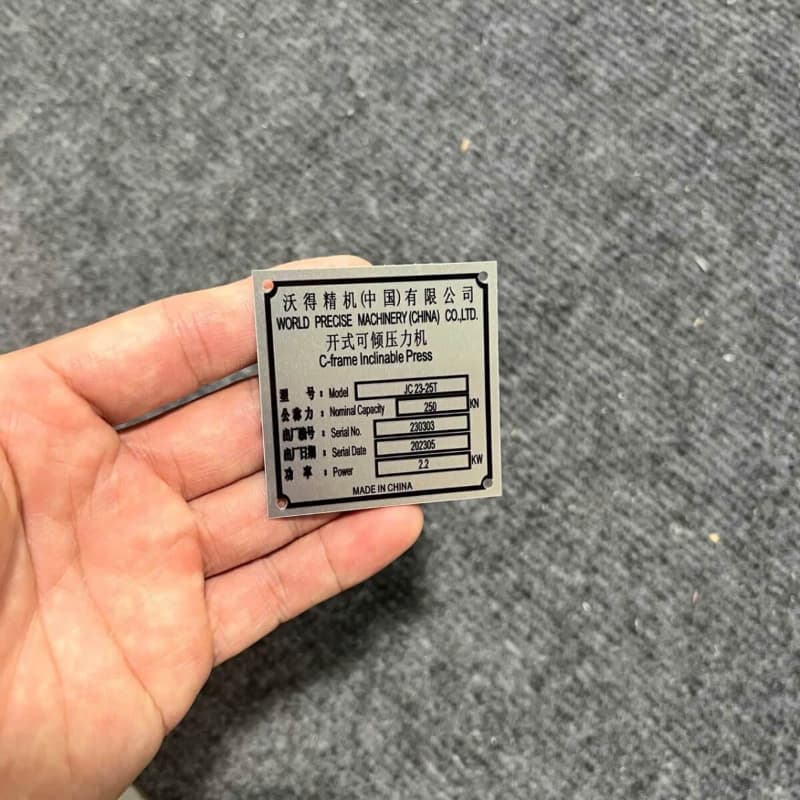 沃得精机(中国)有限公司
WORLD PRECISE MACHINERY(CHINA) CO.,LTD.
开式可倾压力机
C-frame Inclinable Press
型 号：Model JC 23-25T
公称力：Nominal Capacity 250 KN
出厂编号：Serial No. 230303
出厂日期：Serial Date 202305
功 率：Power 2.2 KW
MADE IN CHINA